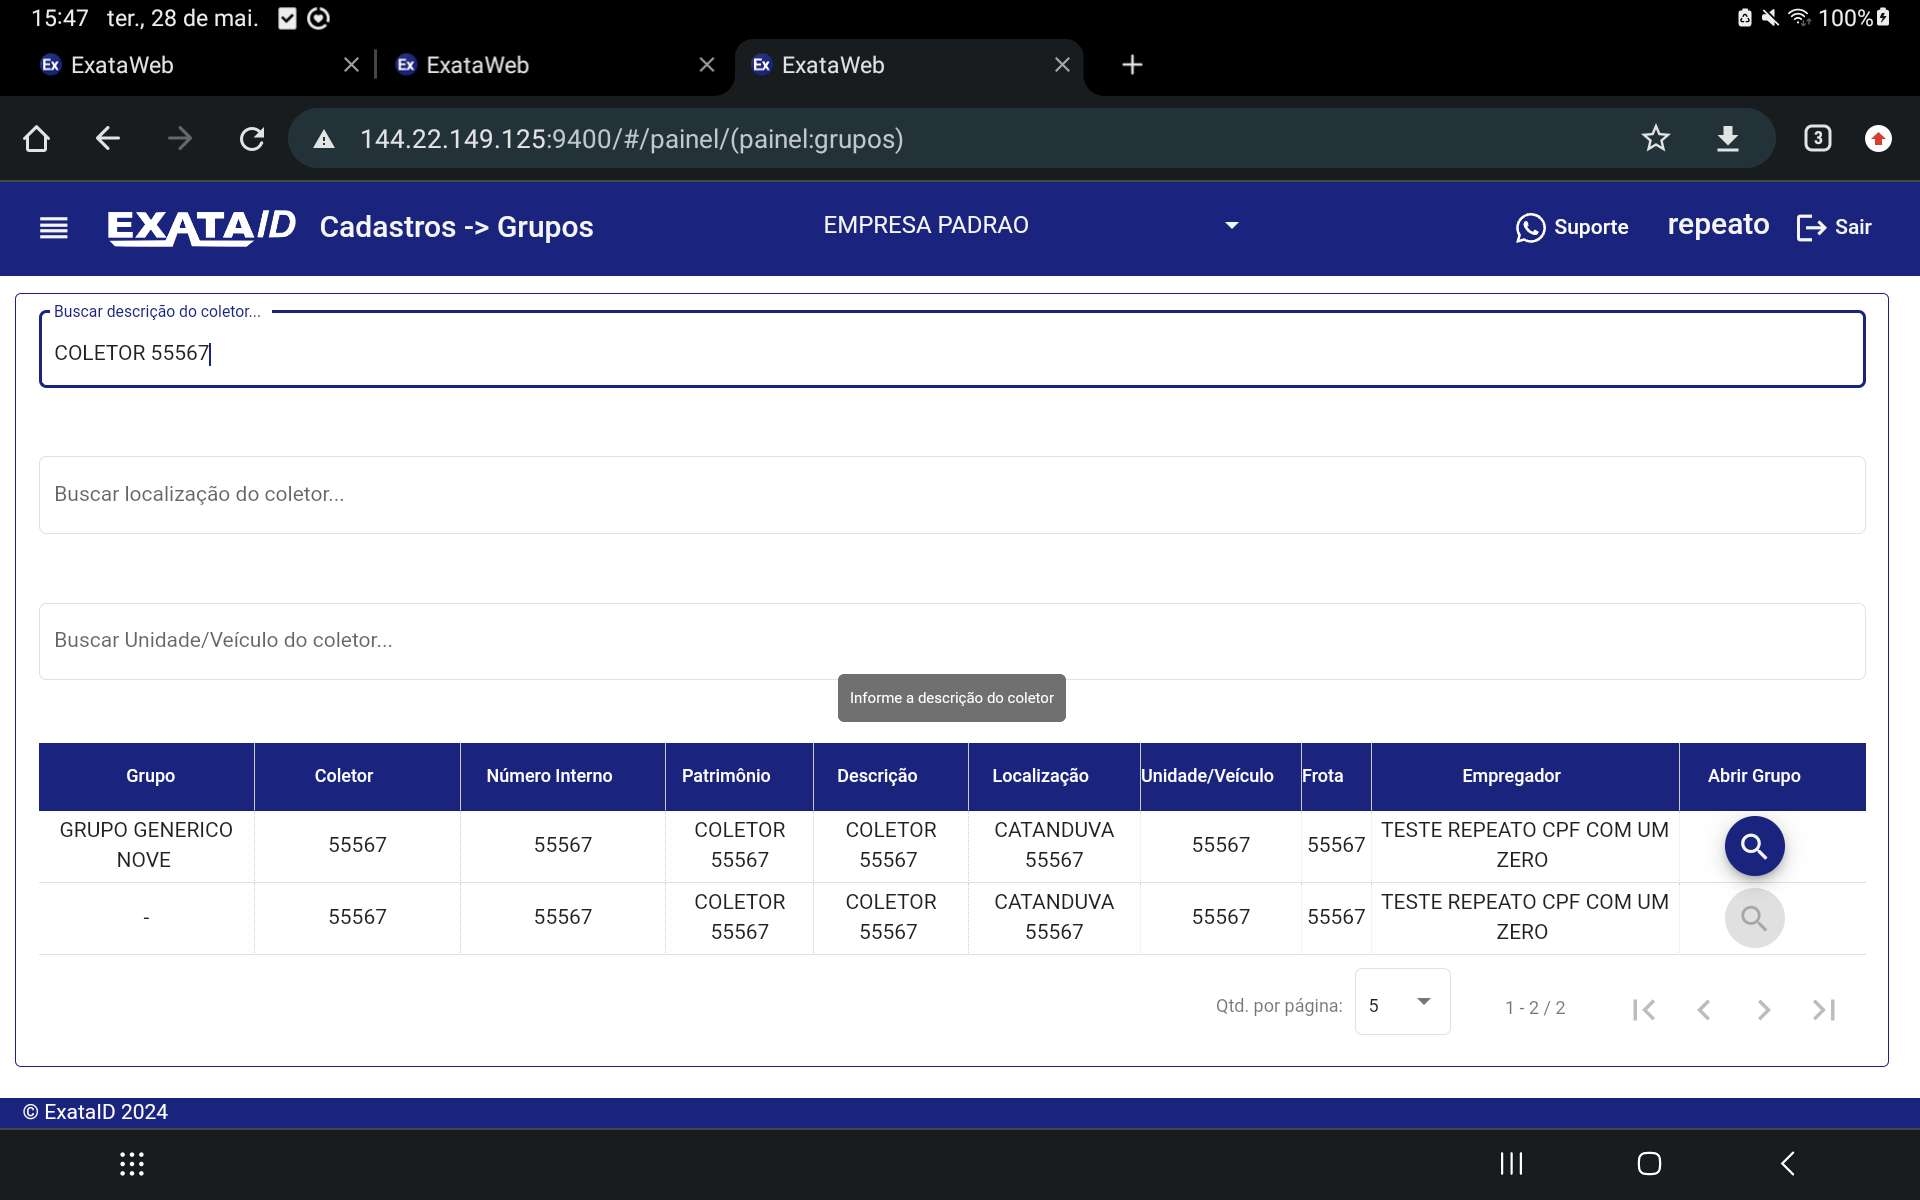 15:47 ter., 28 de mai. 100%
Ex ExataWeb Ex ExataWeb Ex ExataWeb
144.22.149.125:9400/#/painel/(painel:grupos) 3
EXATAID Cadastros -> Grupos EMPRESA PADRAO Suporte repeato Sair
Buscar descrição do coletor...
COLETOR 55567
Buscar localização do coletor...
Buscar Unidade/Veículo do coletor...
Informe a descrição do coletor
Grupo Coletor Número Interno Patrimônio Descrição Localização Unidade/Veículo Frota Empregador Abrir Grupo
GRUPO GENERICO COLETOR COLETOR CATANDUVA TESTE REPEATO CPF COM UM
55567 55567 55567 55567
NOVE 55567 55567 55567 ZERO
COLETOR COLETOR CATANDUVA TESTE REPEATO CPF COM UM
- 55567 55567 55567 55567
55567 55567 55567 ZERO
Qtd. por página: 5 1 - 2 / 2
© ExataID 2024